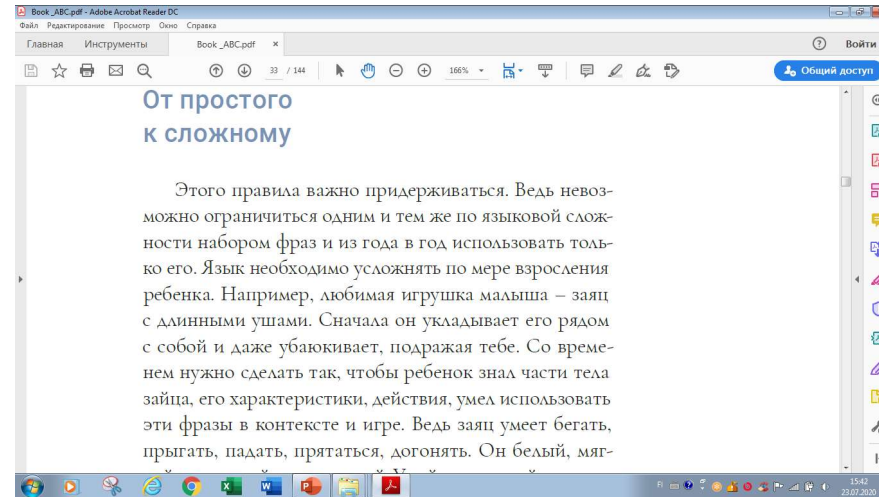 Book_ABC.pdf - Adobe Acrobat Reader DC
Файл Редактирование Просмотр Окно Справка
Главная Инструменты Book_ABC.pdf × Войти
33 / 144 166% Общий доступ
От простого
к сложному
Этого правила важно придерживаться. Ведь невоз-
можно ограничиться одним и тем же по языковой слож-
ности набором фраз и из года в год использовать толь-
ко его. Язык необходимо усложнять по мере взросления
ребенка. Например, любимая игрушка малыша – заяц
с длинными ушами. Сначала он укладывает его рядом
с собой и даже убаюкивает, подражая тебе. Со време-
нем нужно сделать так, чтобы ребенок знал части тела
зайца, его характеристики, действия, умел использовать
эти фразы в контексте и игре. Ведь заяц умеет бегать,
прыгать, падать, прятаться, догонять. Он белый, мяг-
15:42
23.07.2020